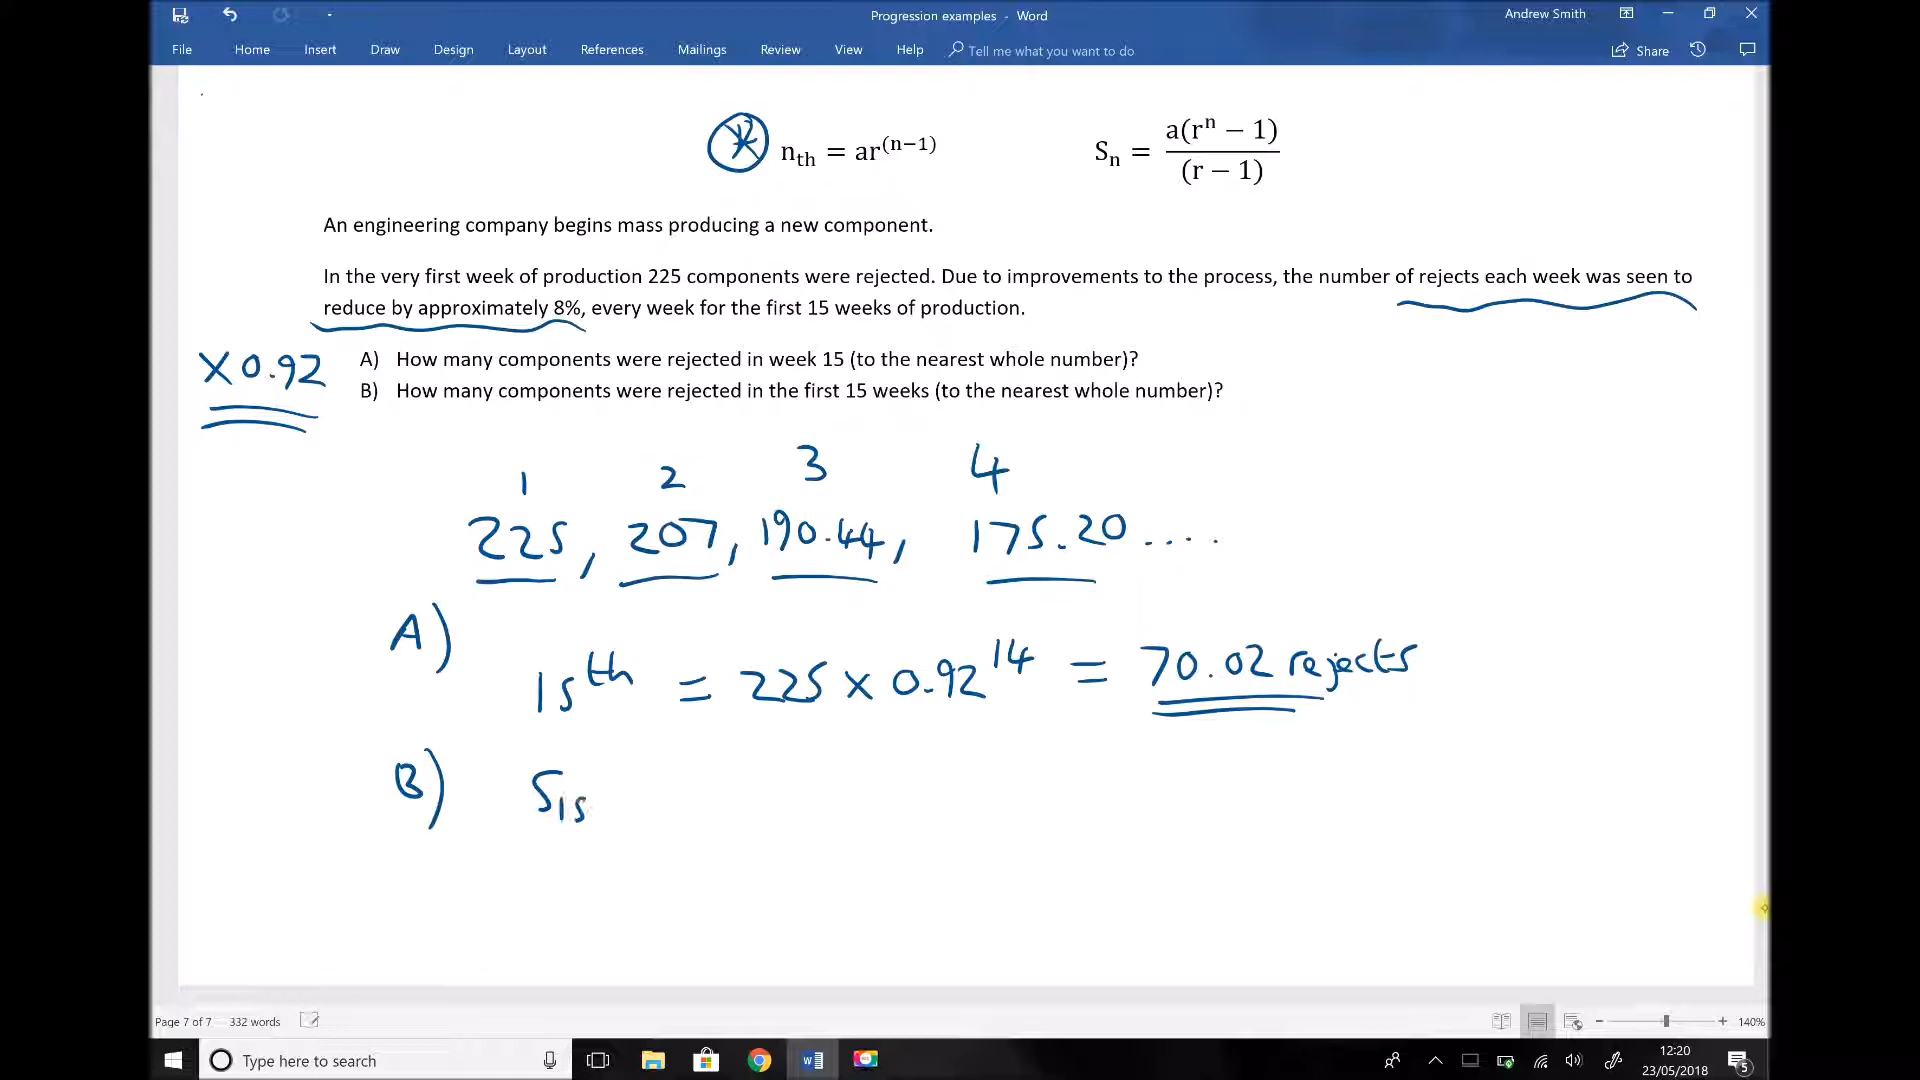 Progression examples - Word
Andrew Smith
File Home Insert Draw Design Layout References Mailings Review View Help Tell me what you want to do Share
nth = ar(n−1)
Sn = a(rn − 1) / (r − 1)
An engineering company begins mass producing a new component.
In the very first week of production 225 components were rejected. Due to improvements to the process, the number of rejects each week was seen to
reduce by approximately 8%, every week for the first 15 weeks of production.
× 0.92
A) How many components were rejected in week 15 (to the nearest whole number)?
B) How many components were rejected in the first 15 weeks (to the nearest whole number)?
1 2 3 4
225, 207, 190.44, 175.20 ....
A)
15th = 225 × 0.92 14 = 70.02 rejects
B) S15
Page 7 of 7 332 words
140%
Type here to search
12:20
23/05/2018
5